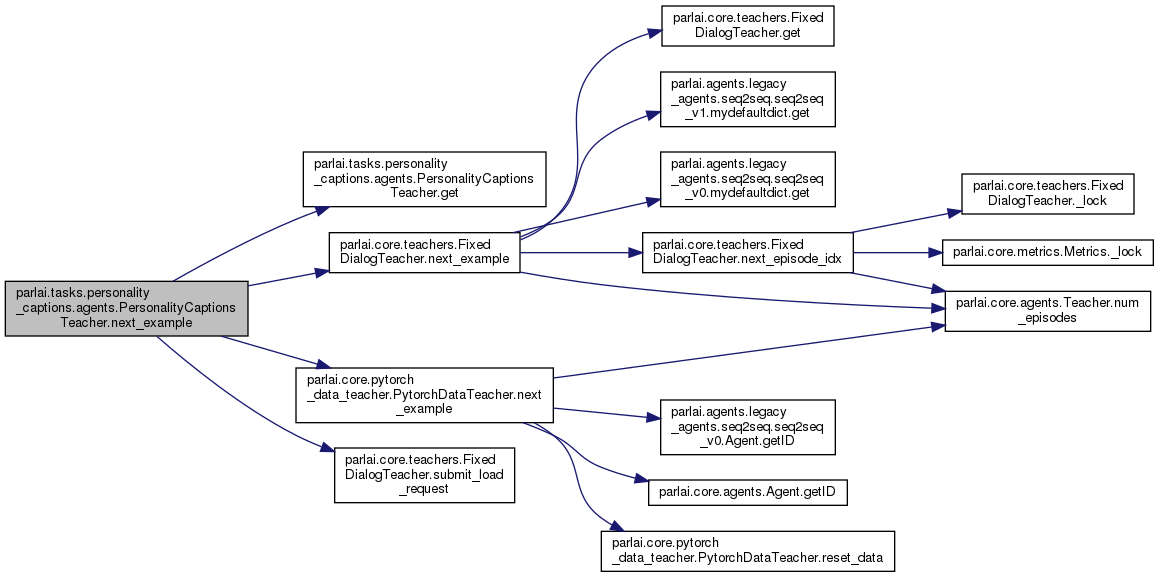 parlai.core.teachers.Fixed
DialogTeacher.get
parlai.agents.legacy
_agents.seq2seq.seq2seq
_v1.mydefaultdict.get
parlai.tasks.personality
_captions.agents.PersonalityCaptions
Teacher.get
parlai.agents.legacy
_agents.seq2seq.seq2seq
_v0.mydefaultdict.get
parlai.core.teachers.Fixed
DialogTeacher._lock
parlai.core.teachers.Fixed
DialogTeacher.next_example
parlai.core.teachers.Fixed
DialogTeacher.next_episode_idx
parlai.core.metrics.Metrics._lock
parlai.tasks.personality
_captions.agents.PersonalityCaptions
Teacher.next_example
parlai.core.agents.Teacher.num
_episodes
parlai.core.pytorch
_data_teacher.PytorchDataTeacher.next
_example
parlai.agents.legacy
_agents.seq2seq.seq2seq
_v0.Agent.getID
parlai.core.teachers.Fixed
DialogTeacher.submit_load
_request
parlai.core.agents.Agent.getID
parlai.core.pytorch
_data_teacher.PytorchDataTeacher.reset_data